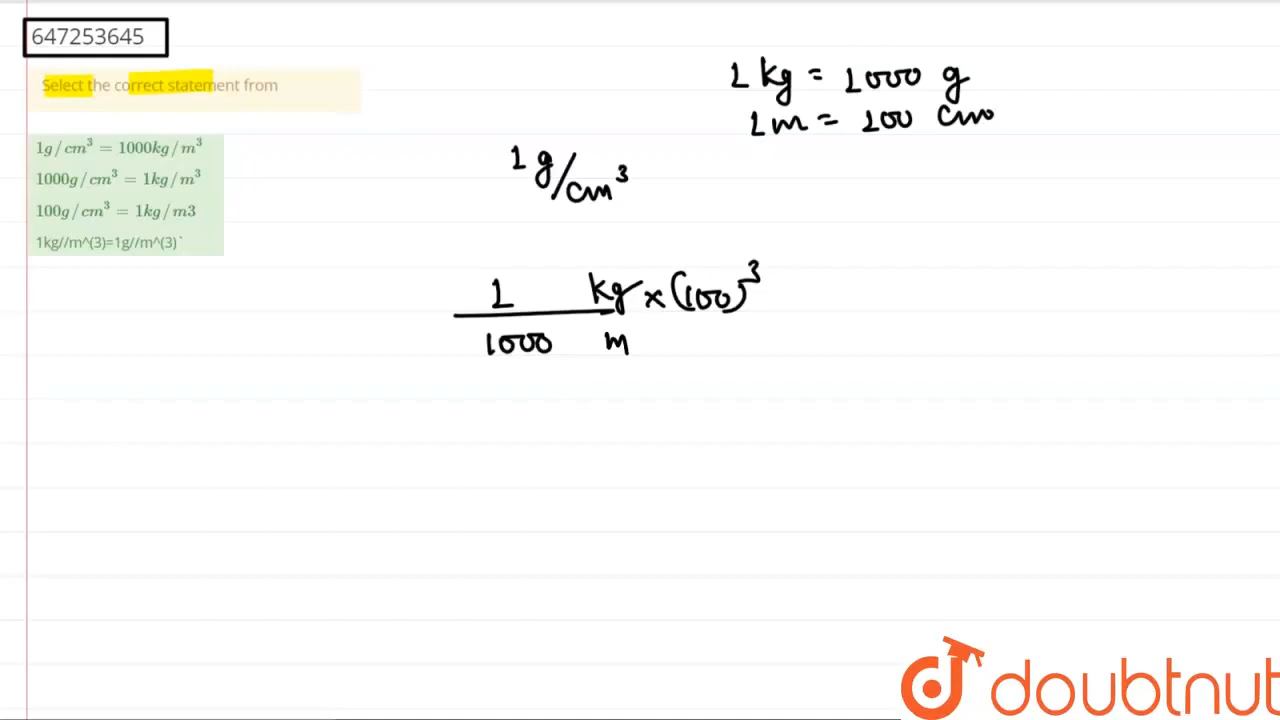 647253645
Select the correct statement from
1g/cm³ = 1000kg/m³
1000g/cm³ = 1kg/m³
100g/cm³ = 1kg/m3
1kg//m^(3)=1g//m^(3)`
1 kg = 1000 g
1 m = 100 cm
1 g/cm³
1 kg × (100)³
1000 m
doubtnut